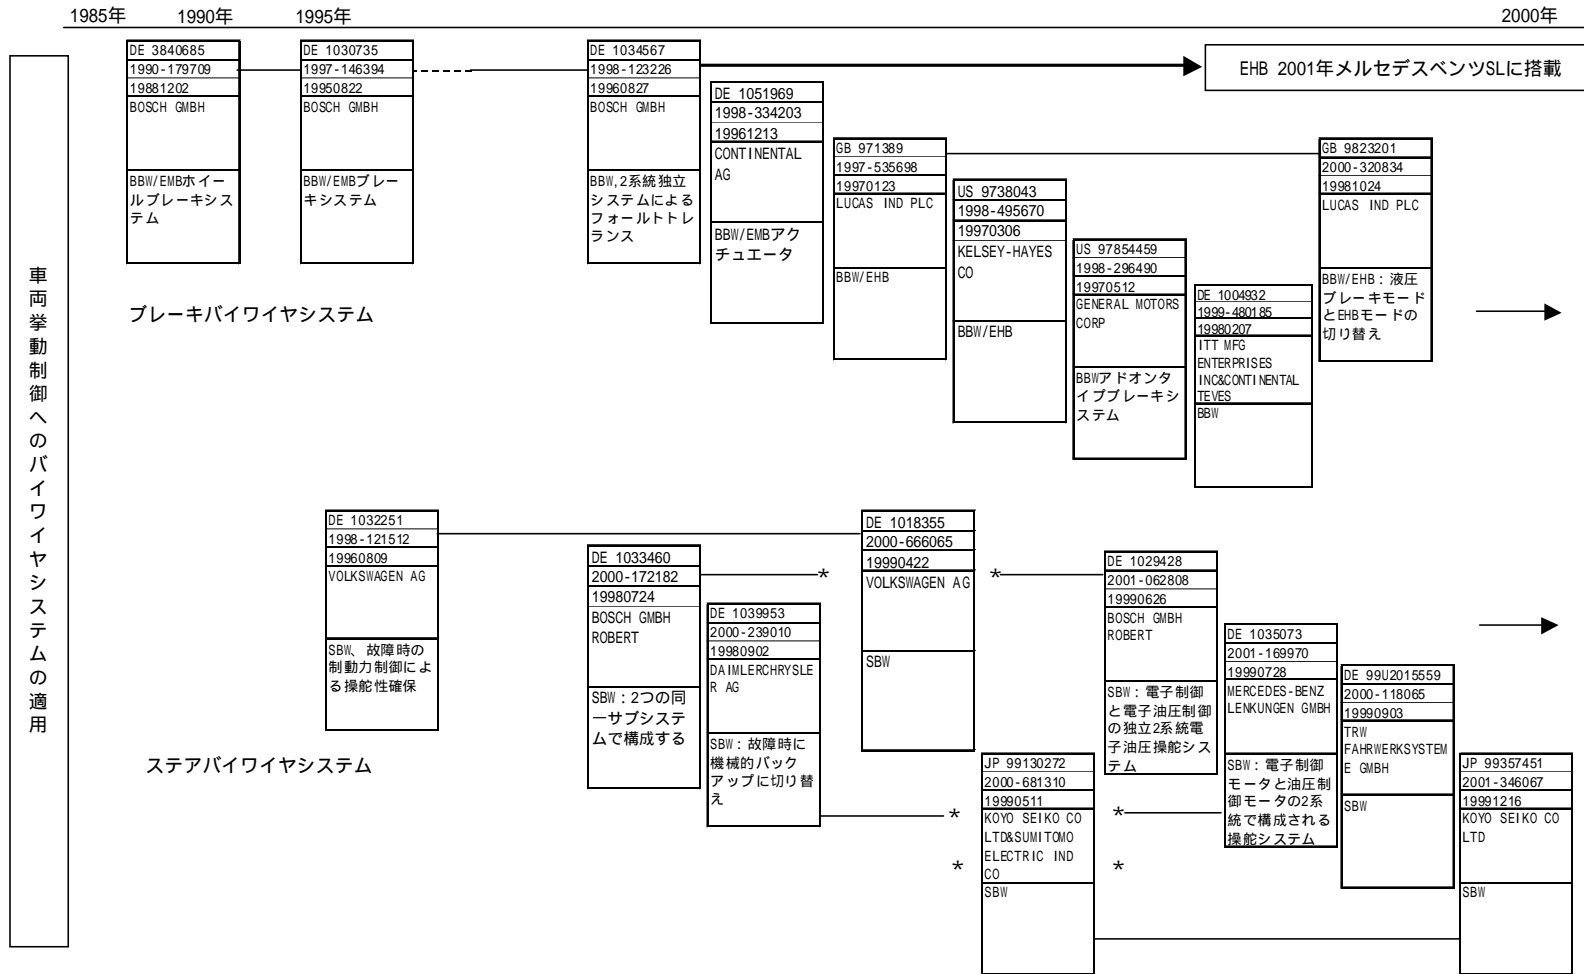 1985年 1990年 1995年 2000年
車両挙動制御へのバイワイヤシステムの適用
DE 3840685
1990-179709
19881202
BOSCH GMBH
BBW/EMBホイー
ルブレーキシス
テム
DE 1030735
1997-146394
19950822
BOSCH GMBH
BBW/EMBブレー
キシステム
DE 1034567
1998-123226
19960827
BOSCH GMBH
BBW,2系統独立
システムによる
フォールトトレ
ランス
EHB 2001年メルセデスベンツSLに搭載
DE 1051969
1998-334203
19961213
CONTINENTAL
AG
BBW/EMBアク
チュエータ
GB 971389
1997-535698
19970123
LUCAS IND PLC
BBW/EHB
US 9738043
1998-495670
19970306
KELSEY-HAYES
CO
BBW/EHB
US 97854459
1998-296490
19970512
GENERAL MOTORS
CORP
BBWアドオンタ
イプブレーキシ
ステム
DE 1004932
1999-480185
19980207
ITT MFG
ENTERPRISES
INC&CONTINENTAL
TEVES
BBW
GB 9823201
2000-320834
19981024
LUCAS IND PLC
BBW/EHB：液圧
ブレーキモード
とEHBモードの
切り替え
ブレーキバイワイヤシステム
DE 1032251
1998-121512
19960809
VOLKSWAGEN AG
SBW、故障時の
制動力制御によ
る操舵性確保
DE 1033460
2000-172182
19980724
BOSCH GMBH
ROBERT
SBW：2つの同
一サブシステ
ムで構成する
*
DE 1039953
2000-239010
19980902
DAIMLERCHRYSLE
R AG
SBW：故障時に
機械的バック
アップに切り替
え
*
DE 1018355
2000-666065
19990422
VOLKSWAGEN AG
SBW
*
*
JP 99130272
2000-681310
19990511
KOYO SEIKO CO
LTD&SUMITOMO
ELECTRIC IND
CO
SBW
DE 1029428
2001-062808
19990626
BOSCH GMBH
ROBERT
SBW：電子制御
と電子油圧制御
の独立2系統電
子油圧操舵シス
テム
*
*
DE 1035073
2001-169970
19990728
MERCEDES-BENZ
LENKUNGEN GMBH
SBW：電子制御
モータと油圧制
御モータの2系
統で構成される
操舵システム
DE 99U2015559
2000-118065
19990903
TRW
FAHRWERKSYSTEM
E GMBH
SBW
JP 99357451
2001-346067
19991216
KOYO SEIKO CO
LTD
SBW
ステアバイワイヤシステム